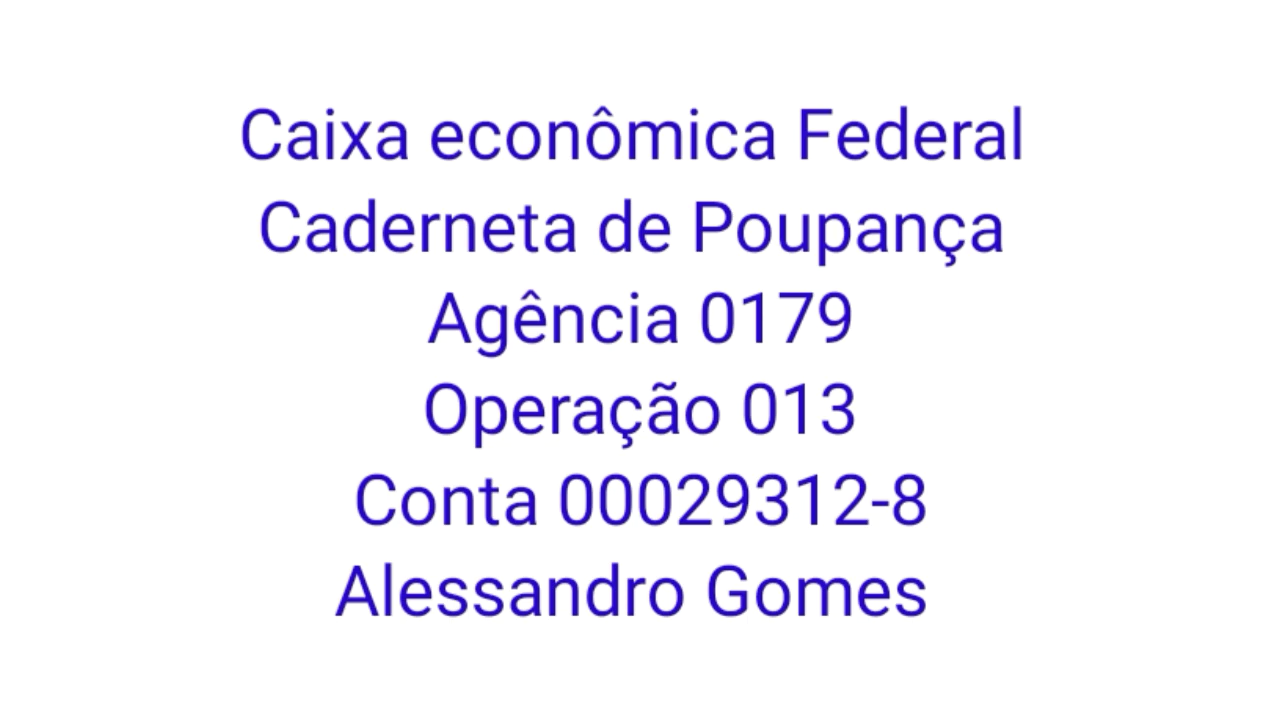 Caixa econômica Federal
Caderneta de Poupança
Agência 0179
Operação 013
Conta 00029312-8
Alessandro Gomes